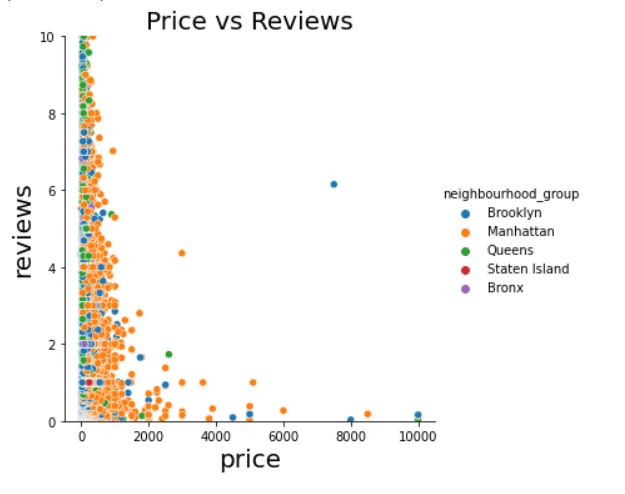 Price vs Reviews
10
8
6
4
2
0
reviews
0
2000
4000
6000
8000
10000
price
neighbourhood_group
Brooklyn
Manhattan
Queens
Staten Island
Bronx